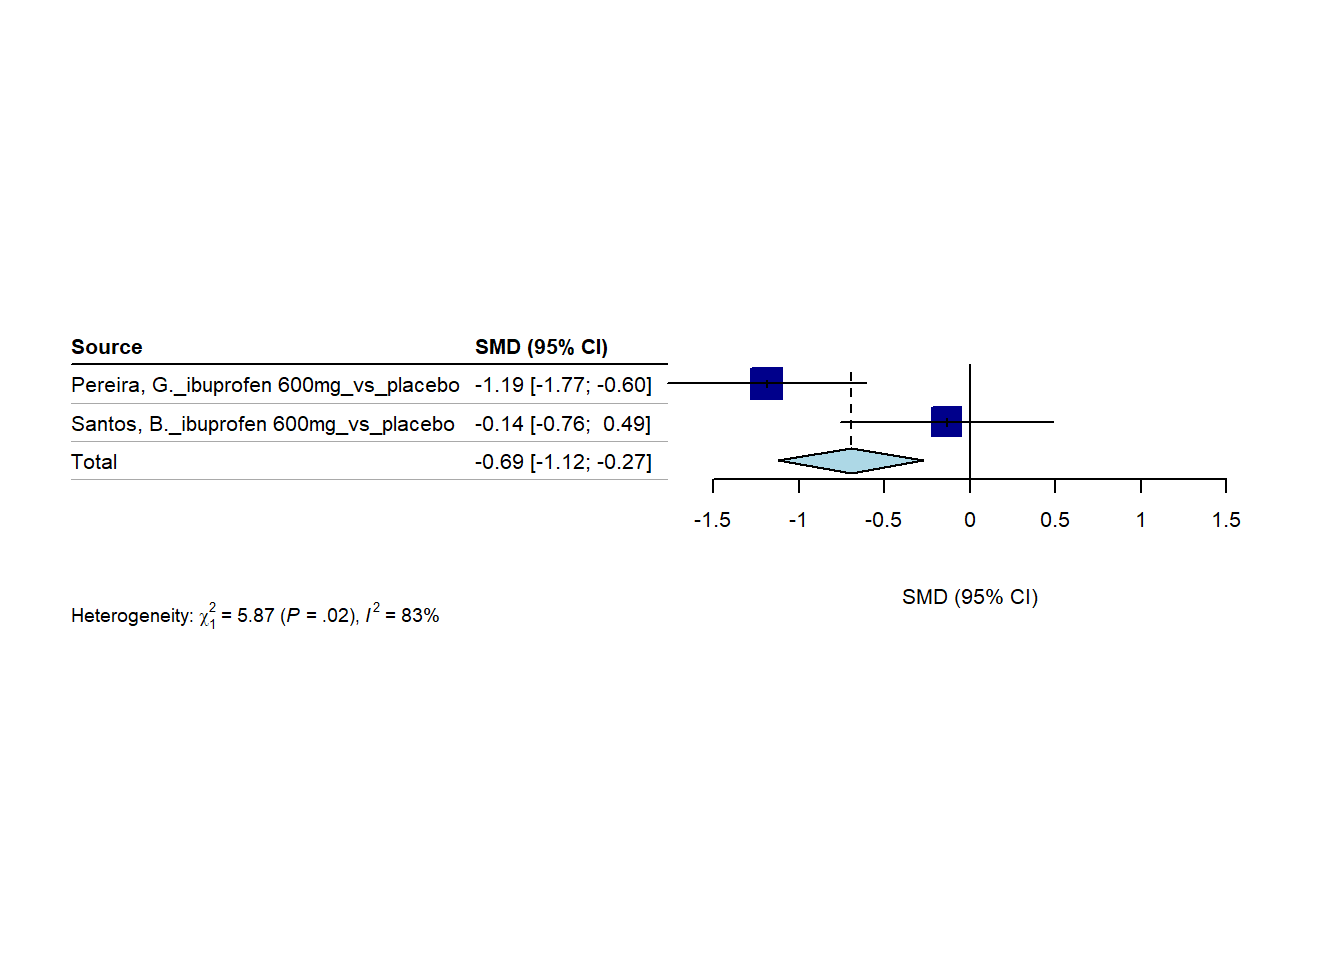 Source SMD (95% CI)
Pereira, G._ibuprofen 600mg_vs_placebo -1.19 [-1.77; -0.60]
Santos, B._ibuprofen 600mg_vs_placebo -0.14 [-0.76;  0.49]
Total -0.69 [-1.12; -0.27]
-1.5 -1 -0.5 0 0.5 1 1.5
SMD (95% CI)
Heterogeneity: χ²₁ = 5.87 (P = .02), I² = 83%